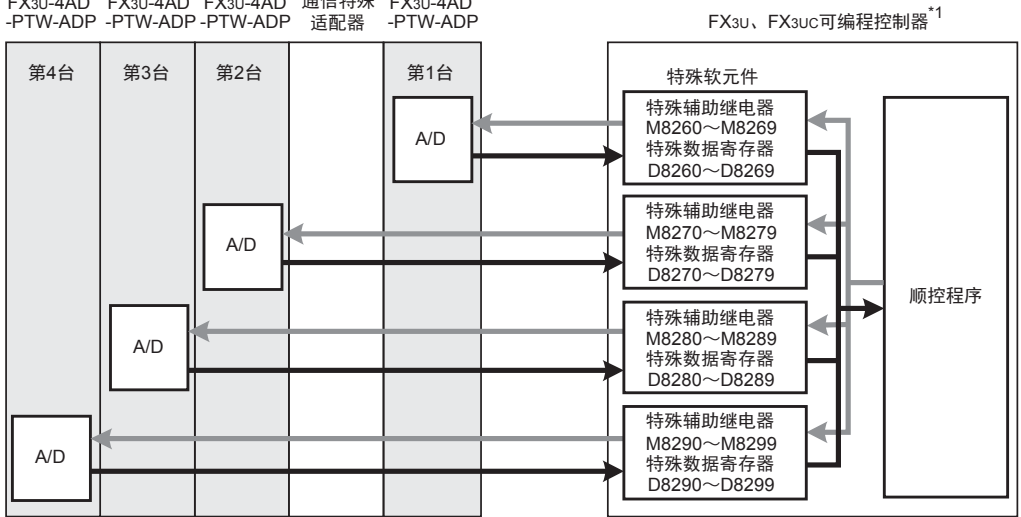 FX3U-4AD FX3U-4AD FX3U-4AD 通信特殊 FX3U-4AD
-PTW-ADP -PTW-ADP -PTW-ADP 适配器 -PTW-ADP
FX3U、FX3UC可编程控制器*1
第4台 第3台 第2台 第1台
特殊软元件
A/D
特殊辅助继电器
M8260～M8269
特殊数据寄存器
D8260～D8269
A/D
特殊辅助继电器
M8270～M8279
特殊数据寄存器
D8270～D8279
顺控程序
A/D
特殊辅助继电器
M8280～M8289
特殊数据寄存器
D8280～D8289
A/D
特殊辅助继电器
M8290～M8299
特殊数据寄存器
D8290～D8299